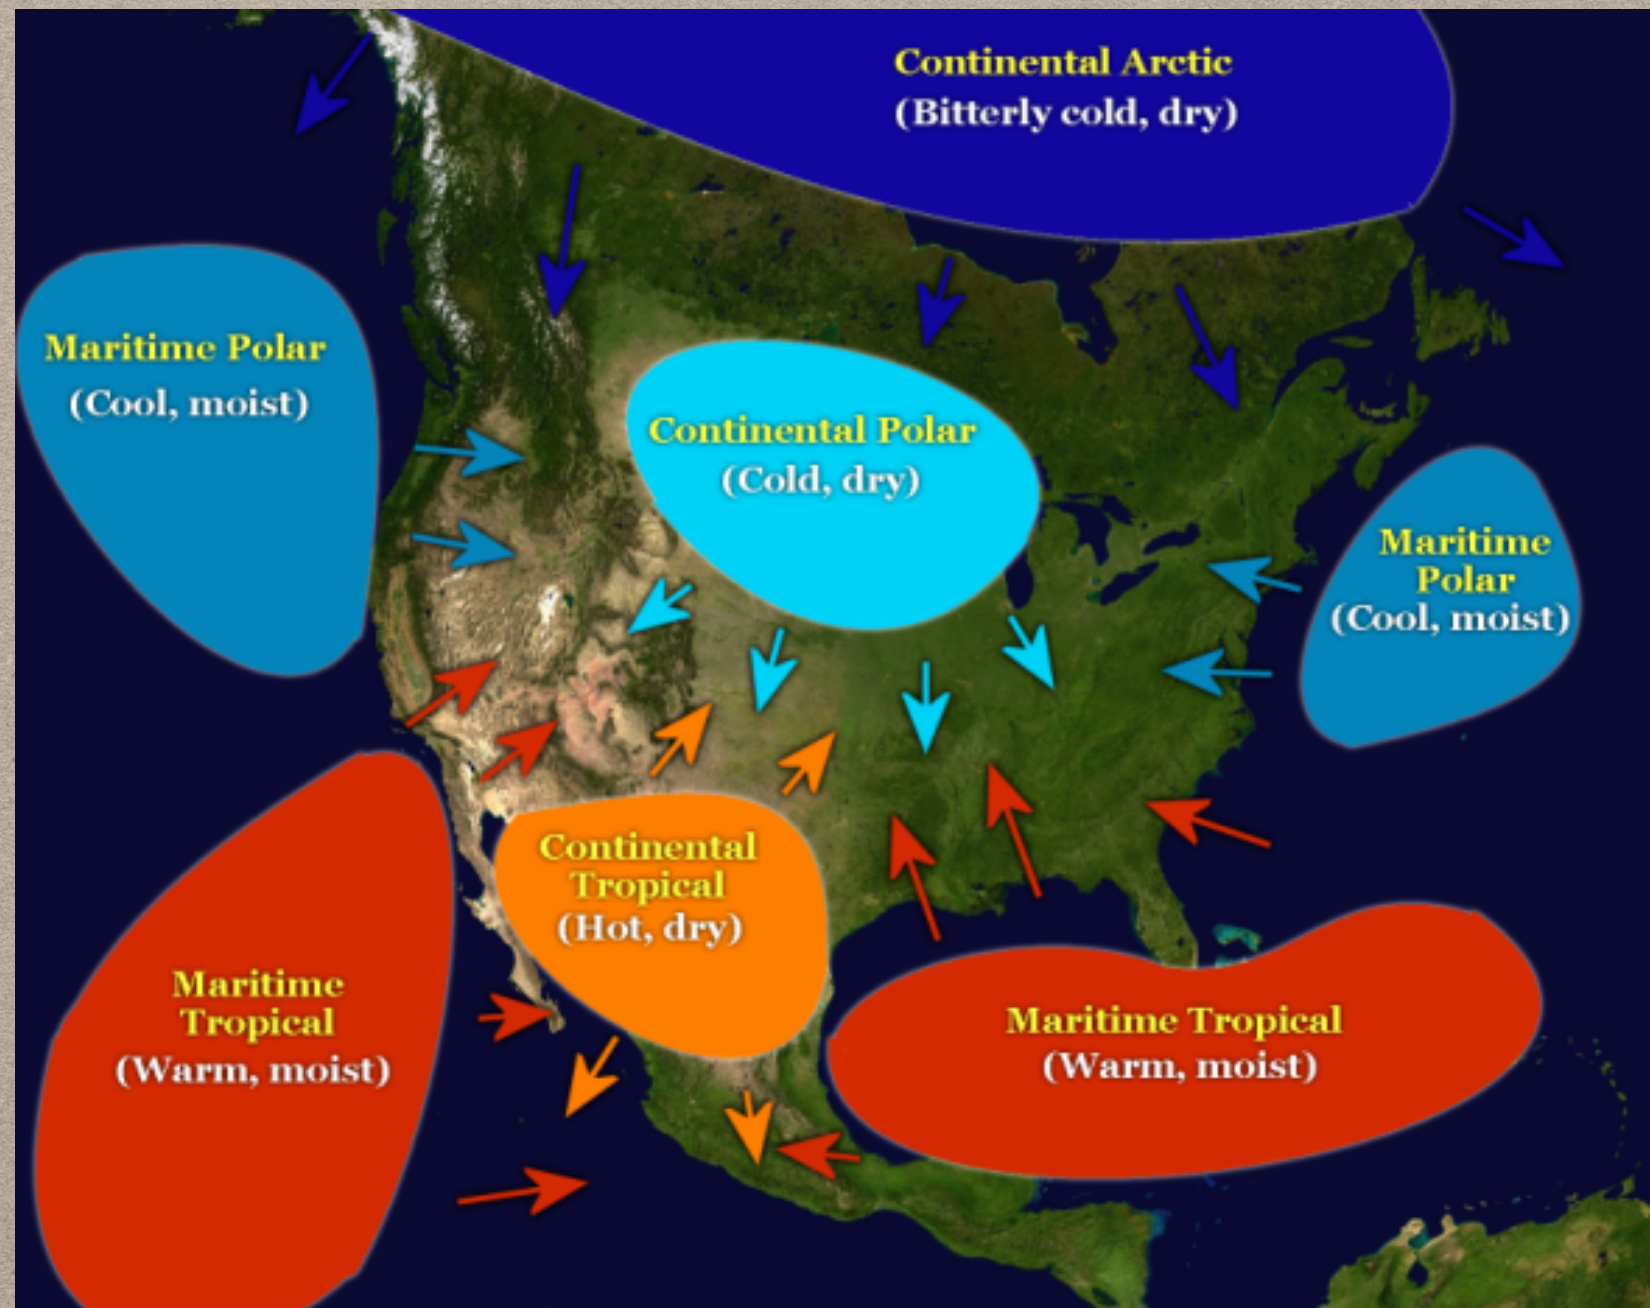 Continental Arctic
(Bitterly cold, dry)
Maritime Polar
(Cool, moist)
Continental Polar
(Cold, dry)
Maritime
Polar
(Cool, moist)
Continental
Tropical
(Hot, dry)
Maritime
Tropical
(Warm, moist)
Maritime Tropical
(Warm, moist)